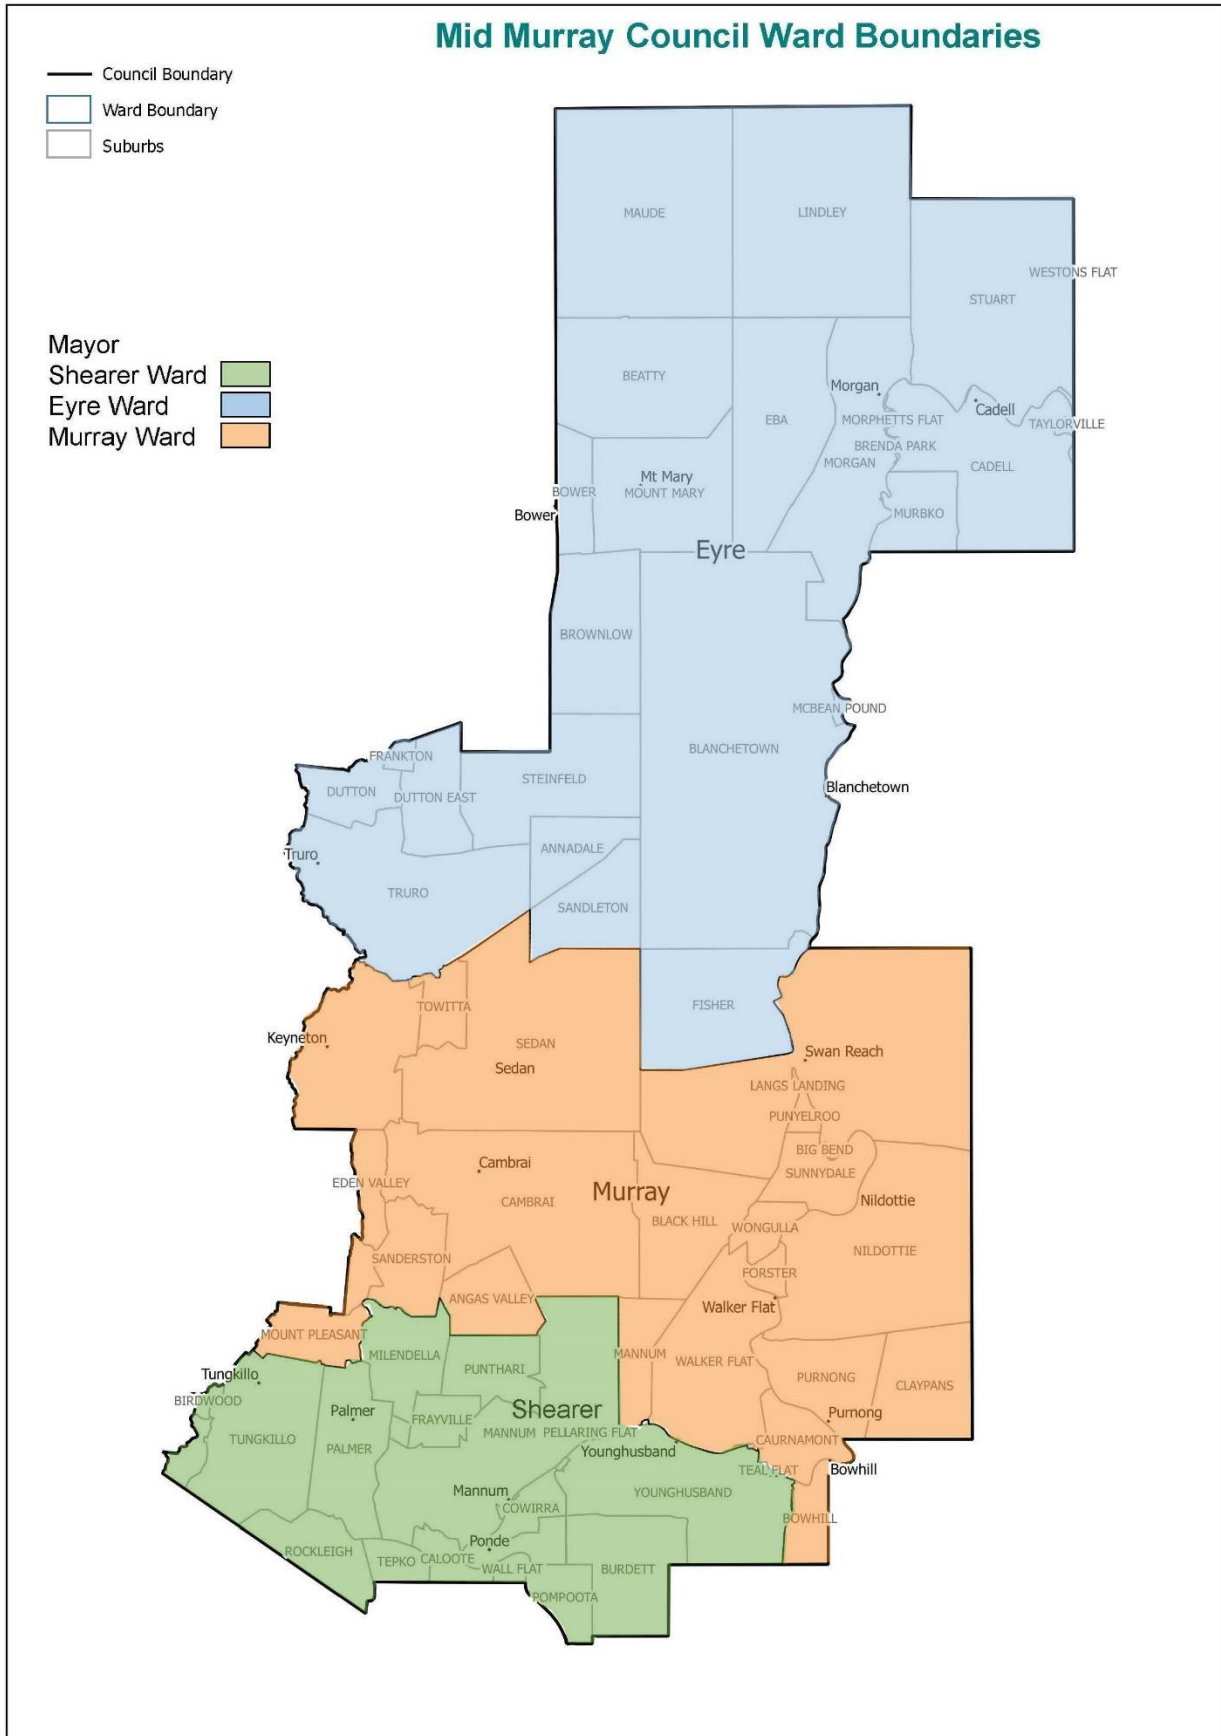 Mid Murray Council Ward Boundaries
Council Boundary
Ward Boundary
Suburbs
Mayor
Shearer Ward
Eyre Ward
Murray Ward
MAUDE
LINDLEY
WESTONS FLAT
STUART
BEATTY
Morgan
Cadell
EBA
MORPHETTS FLAT
TAYLORVILLE
BRENDA PARK
MORGAN
CADELL
Mt Mary
BOWER
MOUNT MARY
Bower
MURBKO
Eyre
BROWNLOW
MCBEAN POUND
BLANCHETOWN
FRANKTON
STEINFELD
DUTTON
DUTTON EAST
Blanchetown
Truro
ANNADALE
TRURO
SANDLETON
TOWITTA
FISHER
Keyneton
SEDAN
Sedan
Swan Reach
LANGS LANDING
PUNYELROO
BIG BEND
Cambrai
SUNNYDALE
EDEN VALLEY
Murray
CAMBRAI
Nildottie
BLACK HILL
WONGULLA
SANDERSTON
NILDOTTIE
FORSTER
ANGAS VALLEY
Walker Flat
MOUNT PLEASANT
MILENDELLA
MANNUM
WALKER FLAT
PUNTHARI
Tungkillo
PURNONG
CLAYPANS
BIRDWOOD
Palmer
Shearer
Purnong
FRAYVILLE
TUNGKILLO
PALMER
MANNUM
PELLARING FLAT
CAURNAMONT
Younghusband
TEAL FLAT
Bowhill
Mannum
YOUNGHUSBAND
COWIRRA
BOWHILL
Ponde
ROCKLEIGH
TEPKO
CALOOTE
WALL FLAT
BURDETT
POMPOOTA